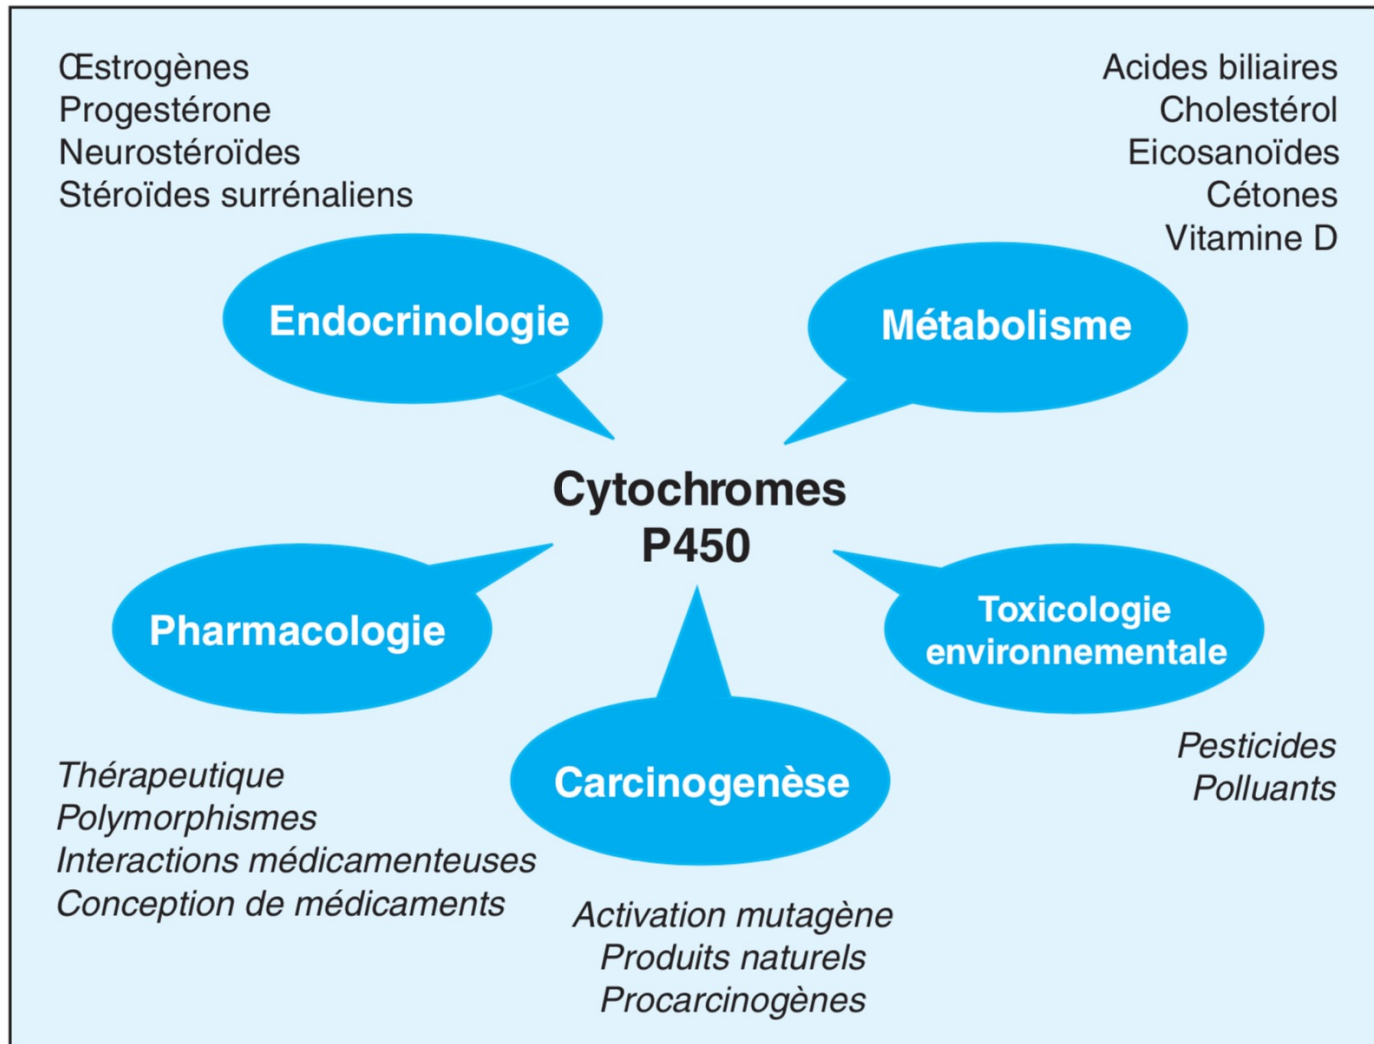 Œstrogènes
Progestérone
Neurostéroïdes
Stéroïdes surrénaliens
Acides biliaires
Cholestérol
Eicosanoïdes
Cétones
Vitamine D
Endocrinologie
Métabolisme
Cytochromes
P450
Pharmacologie
Toxicologie
environnementale
Carcinogenèse
Thérapeutique
Polymorphismes
Interactions médicamenteuses
Conception de médicaments
Pesticides
Polluants
Activation mutagène
Produits naturels
Procarcinogènes